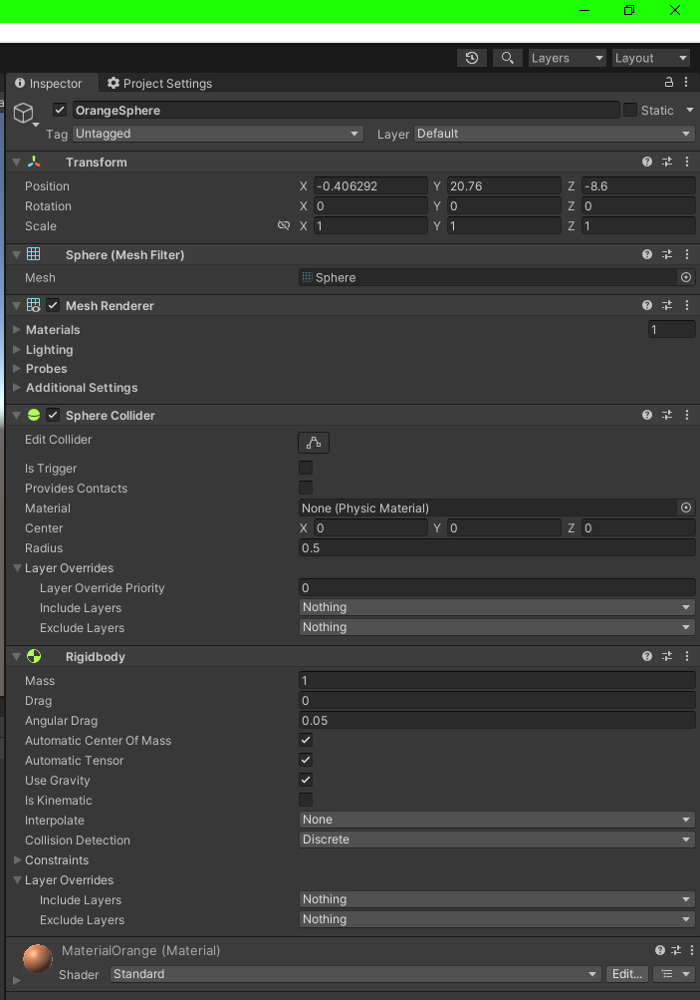 Layers Layout
Inspector Project Settings
OrangeSphere Static
Tag Untagged Layer Default
Transform
Position X -0.406292 Y 20.76 Z -8.6
Rotation X 0 Y 0 Z 0
Scale X 1 Y 1 Z 1
Sphere (Mesh Filter)
Mesh Sphere
Mesh Renderer
Materials 1
Lighting
Probes
Additional Settings
Sphere Collider
Edit Collider
Is Trigger
Provides Contacts
Material None (Physic Material)
Center X 0 Y 0 Z 0
Radius 0.5
Layer Overrides
Layer Override Priority 0
Include Layers Nothing
Exclude Layers Nothing
Rigidbody
Mass 1
Drag 0
Angular Drag 0.05
Automatic Center Of Mass
Automatic Tensor
Use Gravity
Is Kinematic
Interpolate None
Collision Detection Discrete
Constraints
Layer Overrides
Include Layers Nothing
Exclude Layers Nothing
MaterialOrange (Material)
Shader Standard Edit...